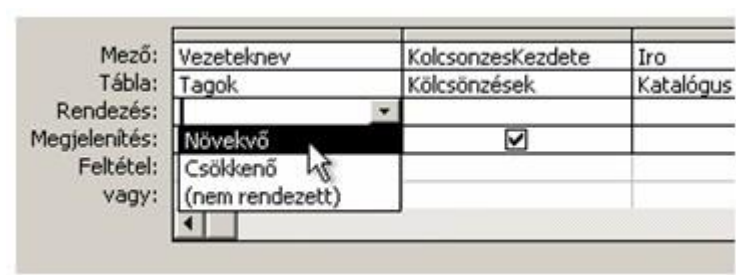 Mező: Vezeteknev KolcsonzesKezdete Iro
Tábla: Tagok Kölcsönzések Katalógus
Rendezés:
Megjelenítés: Növekvő
Feltétel: Csökkenő
vagy: (nem rendezett)